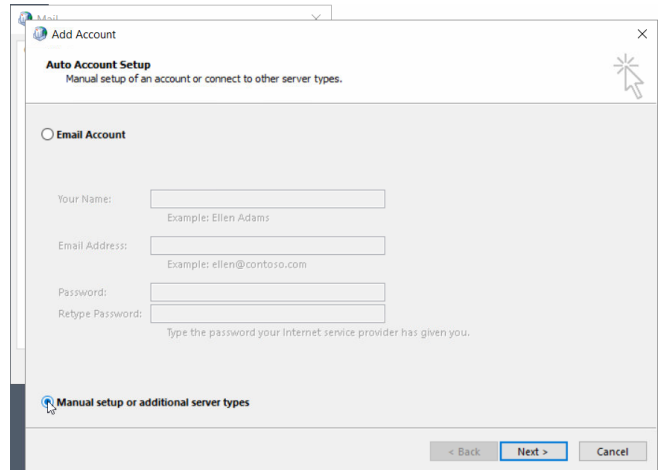 Mail
Add Account
Auto Account Setup
Manual setup of an account or connect to other server types.
Email Account
Your Name:
Example: Ellen Adams
Email Address:
Example: ellen@contoso.com
Password:
Retype Password:
Type the password your Internet service provider has given you.
Manual setup or additional server types
< Back Next > Cancel